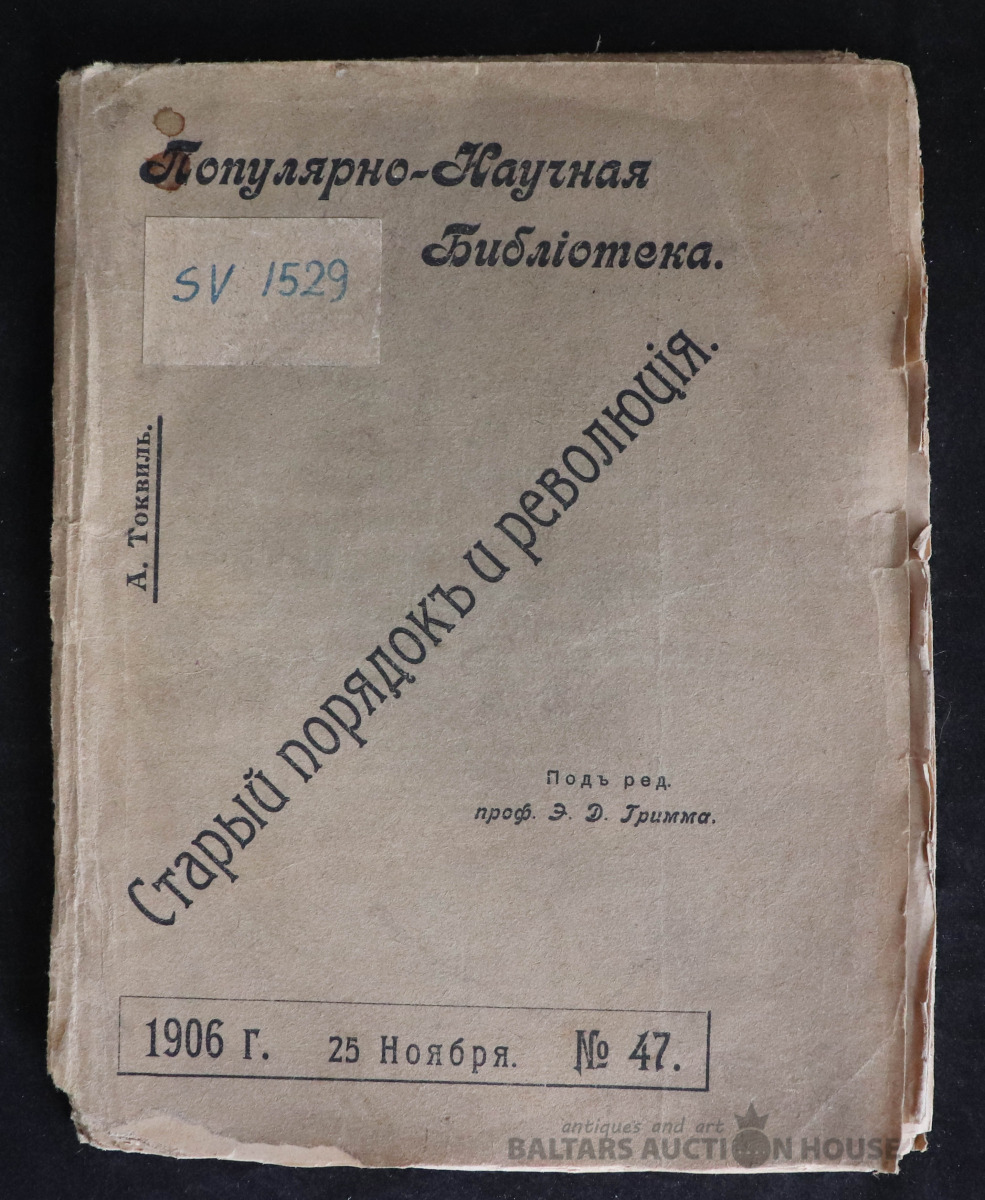 Популярно-Научная
Библіотека.
SV 1529
А. Токвиль.
Старый порядокъ и революція.
Подъ ред.
проф. Э. Д. Гримма.
1906 г. 25 Ноября. № 47.
antiques and art
BALTARS AUCTION HOUSE